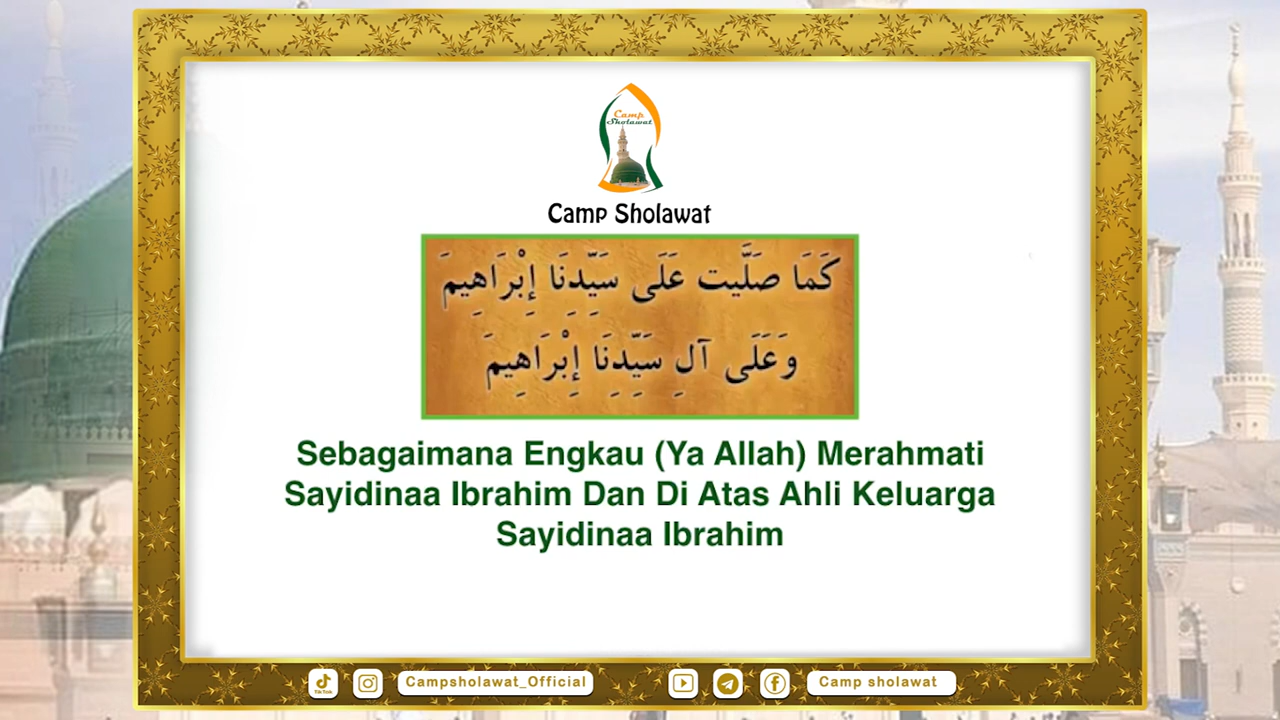 Camp
Sholawat
Camp Sholawat
كَمَا صَلَّيت عَلَى سَيِّدِنَا إِبْرَاهِيمَ
وَعَلَى آلِ سَيِّدِنَا إِبْرَاهِيمَ
Sebagaimana Engkau (Ya Allah) Merahmati
Sayidinaa Ibrahim Dan Di Atas Ahli Keluarga
Sayidinaa Ibrahim
TikTok
Campsholawat_Official
Camp sholawat